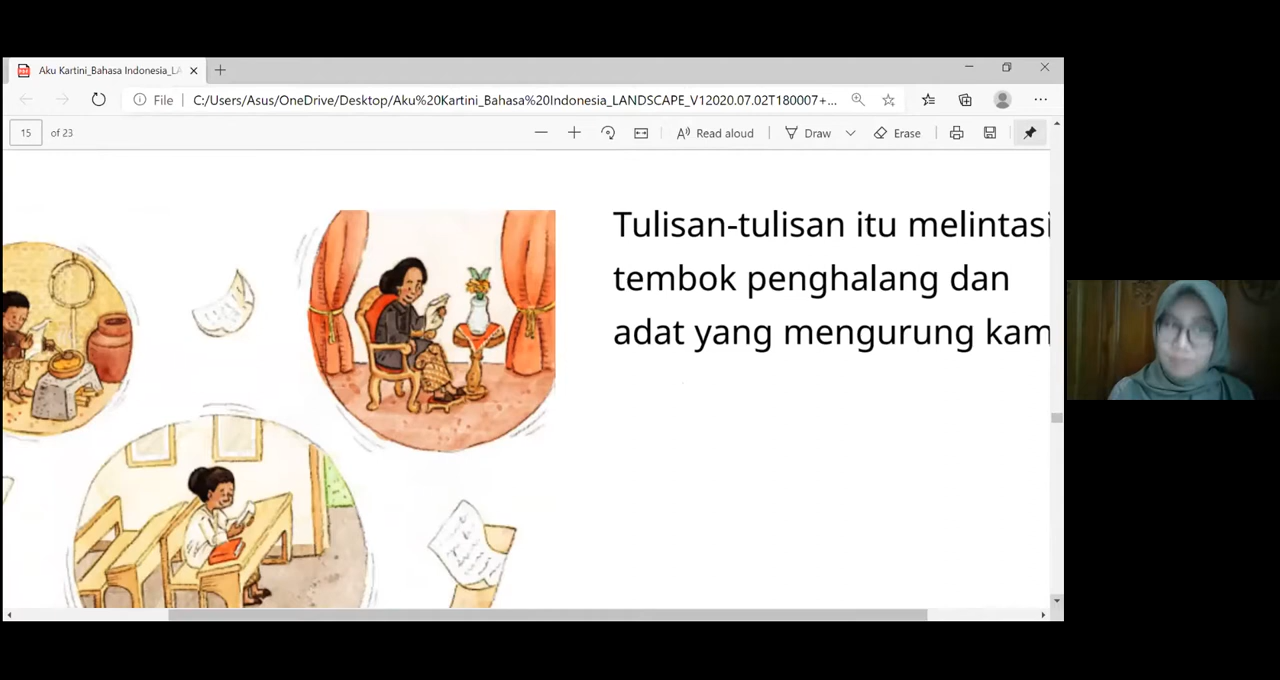 Aku Kartini_Bahasa Indonesia_LA
File C:/Users/Asus/OneDrive/Desktop/Aku%20Kartini_Bahasa%20Indonesia_LANDSCAPE_V12020.07.02T180007+...
15 of 23 Read aloud Draw Erase
Tulisan-tulisan itu melintasi
tembok penghalang dan
adat yang mengurung kam